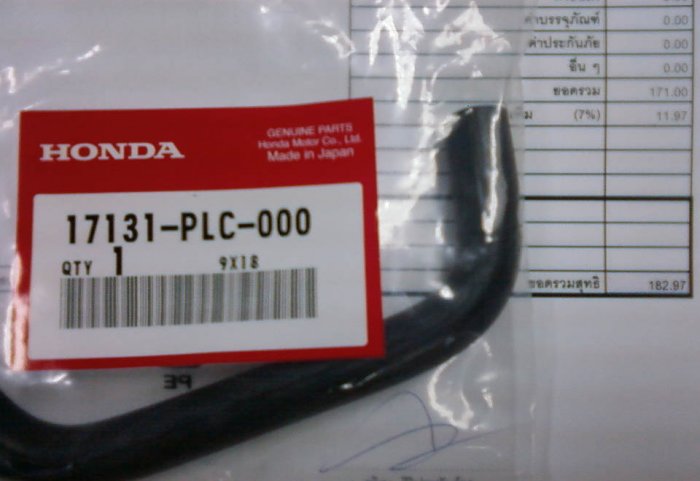 ค่าบรรจุภัณฑ์ 0.00
ค่าประกันภัย 0.00
อื่น ๆ 0.00
ยอดรวม 171.00
(7%) 11.97
ยอดรวมสุทธิ 182.97
HONDA
GENUINE PARTS
Honda Motor Co., Ltd.
Made in Japan
17131-PLC-000
QTY 1 9X18